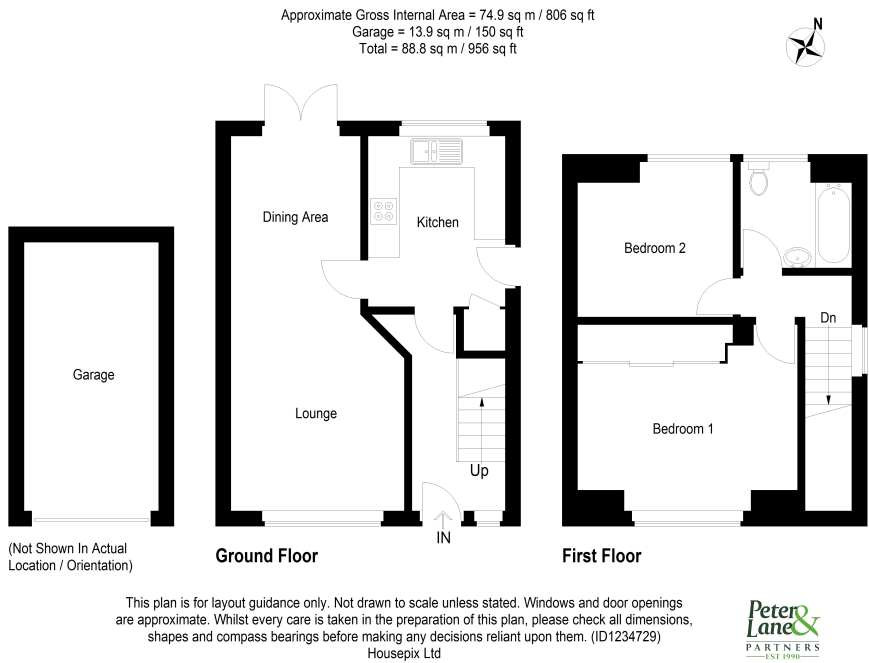 Approximate Gross Internal Area = 74.9 sq m / 806 sq ft
Garage = 13.9 sq m / 150 sq ft
Total = 88.8 sq m / 956 sq ft
N
Dining Area
Kitchen
Bedroom 2
Dn
Garage
Lounge
Bedroom 1
Up
IN
(Not Shown In Actual
Location / Orientation)
Ground Floor
First Floor
This plan is for layout guidance only. Not drawn to scale unless stated. Windows and door openings
are approximate. Whilst every care is taken in the preparation of this plan, please check all dimensions,
shapes and compass bearings before making any decisions reliant upon them. (ID1234729)
Housepix Ltd
Peter
Lane&
PARTNERS
EST 1990